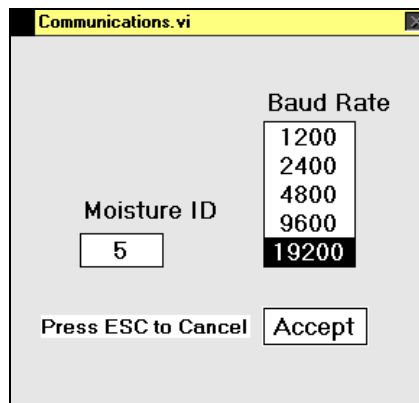 Communications.vi
Baud Rate
1200
2400
4800
9600
19200
Moisture ID
5
Press ESC to Cancel
Accept